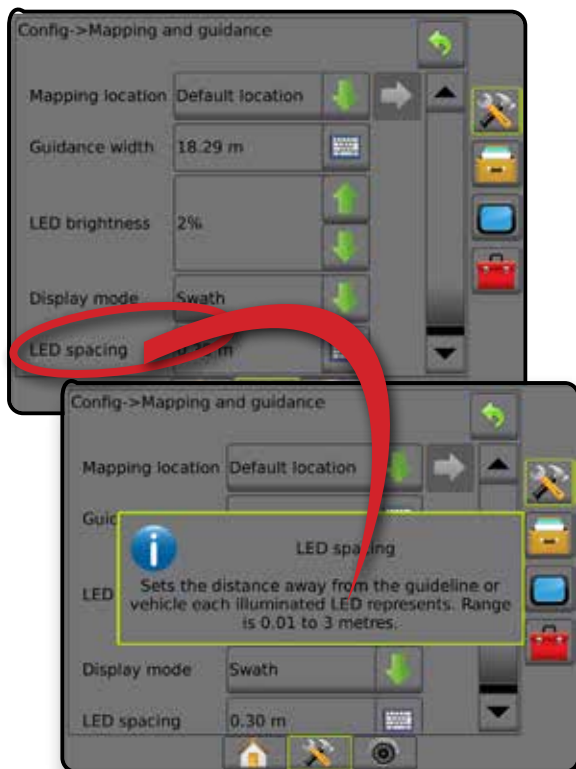 Config->Mapping and guidance
Mapping location Default location
Guidance width 18.29 m
LED brightness 2%
Display mode Swath
LED spacing m
Config->Mapping and guidance
Mapping location Default location
Guid
LED spacing
LED Sets the distance away from the guideline or
vehicle each illuminated LED represents. Range
is 0.01 to 3 metres.
Display mode Swath
LED spacing 0.30 m